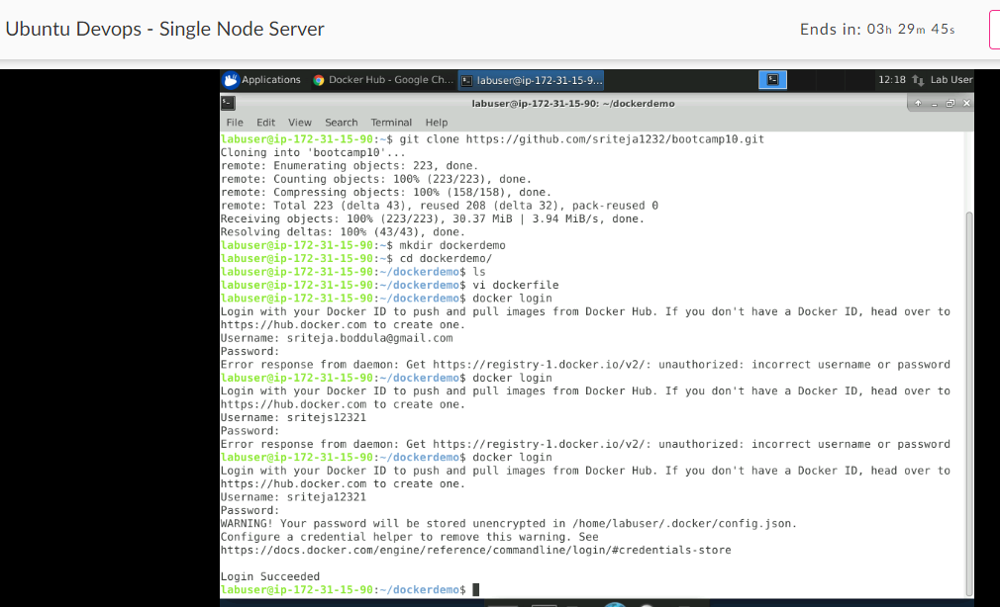 Ubuntu Devops - Single Node Server
Ends in: 03h 29m 45s
Applications
Docker Hub - Google Ch...
labuser@ip-172-31-15-9...
12:18
Lab User
labuser@ip-172-31-15-90: ~/dockerdemo
File Edit View Search Terminal Help
labuser@ip-172-31-15-90:~$ git clone https://github.com/sriteja1232/bootcamp10.git
Cloning into 'bootcamp10'...
remote: Enumerating objects: 223, done.
remote: Counting objects: 100% (223/223), done.
remote: Compressing objects: 100% (158/158), done.
remote: Total 223 (delta 43), reused 208 (delta 32), pack-reused 0
Receiving objects: 100% (223/223), 30.37 MiB | 3.94 MiB/s, done.
Resolving deltas: 100% (43/43), done.
labuser@ip-172-31-15-90:~$ mkdir dockerdemo
labuser@ip-172-31-15-90:~$ cd dockerdemo/
labuser@ip-172-31-15-90:~/dockerdemo$ ls
labuser@ip-172-31-15-90:~/dockerdemo$ vi dockerfile
labuser@ip-172-31-15-90:~/dockerdemo$ docker login
Login with your Docker ID to push and pull images from Docker Hub. If you don't have a Docker ID, head over to
https://hub.docker.com to create one.
Username: sriteja.boddula@gmail.com
Password:
Error response from daemon: Get https://registry-1.docker.io/v2/: unauthorized: incorrect username or password
labuser@ip-172-31-15-90:~/dockerdemo$ docker login
Login with your Docker ID to push and pull images from Docker Hub. If you don't have a Docker ID, head over to
https://hub.docker.com to create one.
Username: sritejs12321
Password:
Error response from daemon: Get https://registry-1.docker.io/v2/: unauthorized: incorrect username or password
labuser@ip-172-31-15-90:~/dockerdemo$ docker login
Login with your Docker ID to push and pull images from Docker Hub. If you don't have a Docker ID, head over to
https://hub.docker.com to create one.
Username: sriteja12321
Password:
WARNING! Your password will be stored unencrypted in /home/labuser/.docker/config.json.
Configure a credential helper to remove this warning. See
https://docs.docker.com/engine/reference/commandline/login/#credentials-store
Login Succeeded
labuser@ip-172-31-15-90:~/dockerdemo$